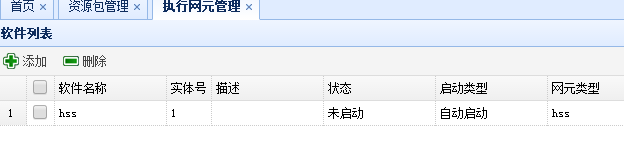 首页 × 资源包管理 × 执行网元管理 ×
软件列表
添加 删除
软件名称 实体号 描述 状态 启动类型 网元类型
1 hss 1 未启动 自动启动 hss